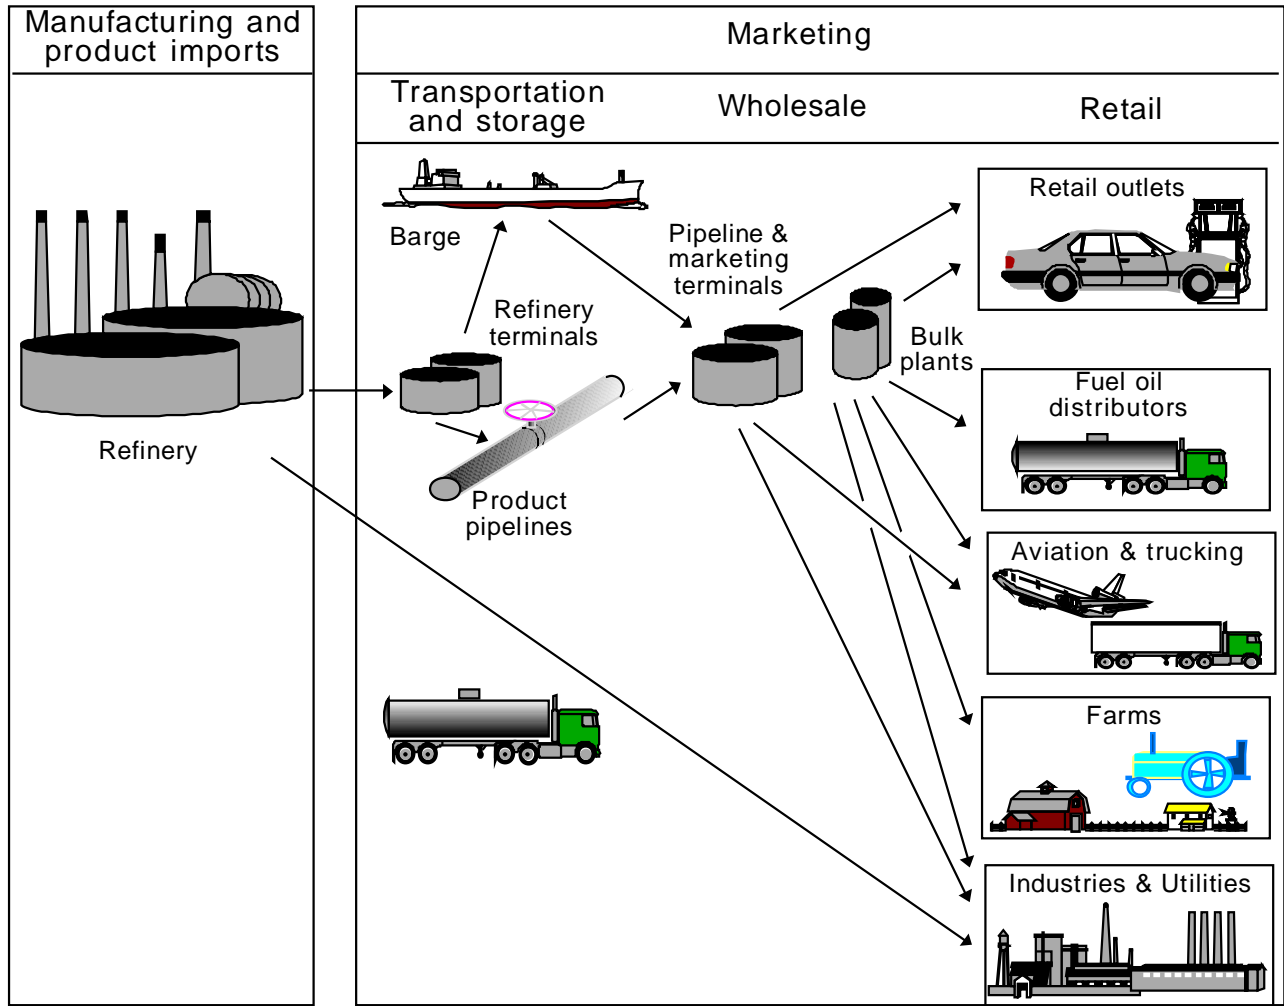 Manufacturing and
product imports
Marketing
Transportation
and storage
Wholesale
Retail
Barge
Refinery
terminals
Product
pipelines
Refinery
Pipeline &
marketing
terminals
Bulk
plants
Retail outlets
Fuel oil
distributors
Aviation & trucking
Farms
Industries & Utilities